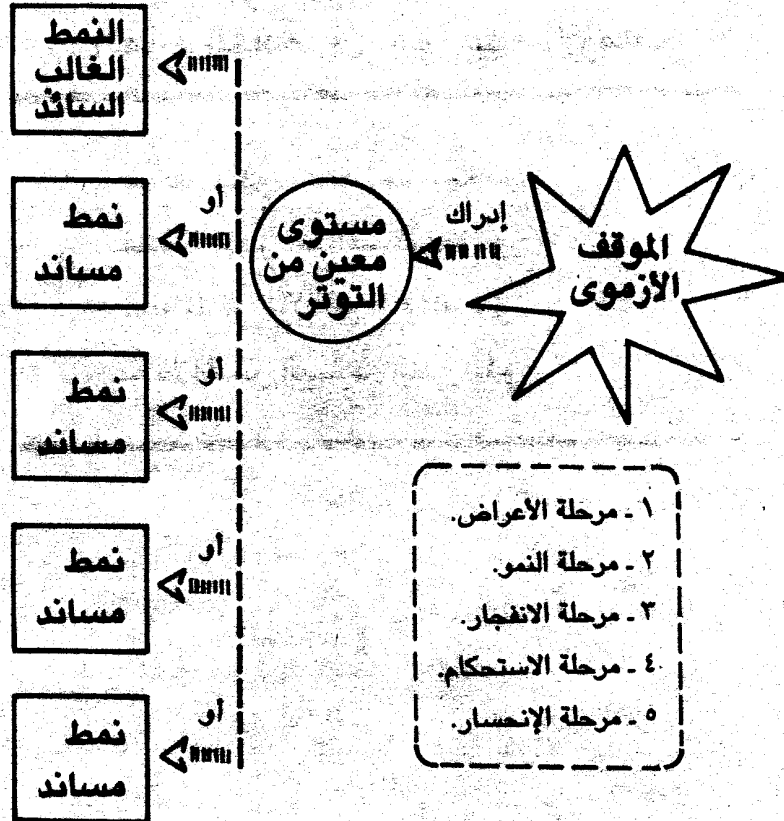 الموقف
الأزموى
إدراك
مستوى
معين من
التوتر
النمط
الغالب
السائد
أو
نمط
مساند
أو
نمط
مساند
أو
نمط
مساند
أو
نمط
مساند
١ - مرحلة الأعراض.
٢ - مرحلة النمو.
٣ - مرحلة الانفجار.
٤ - مرحلة الاستحكام.
٥ - مرحلة الإنحسار.